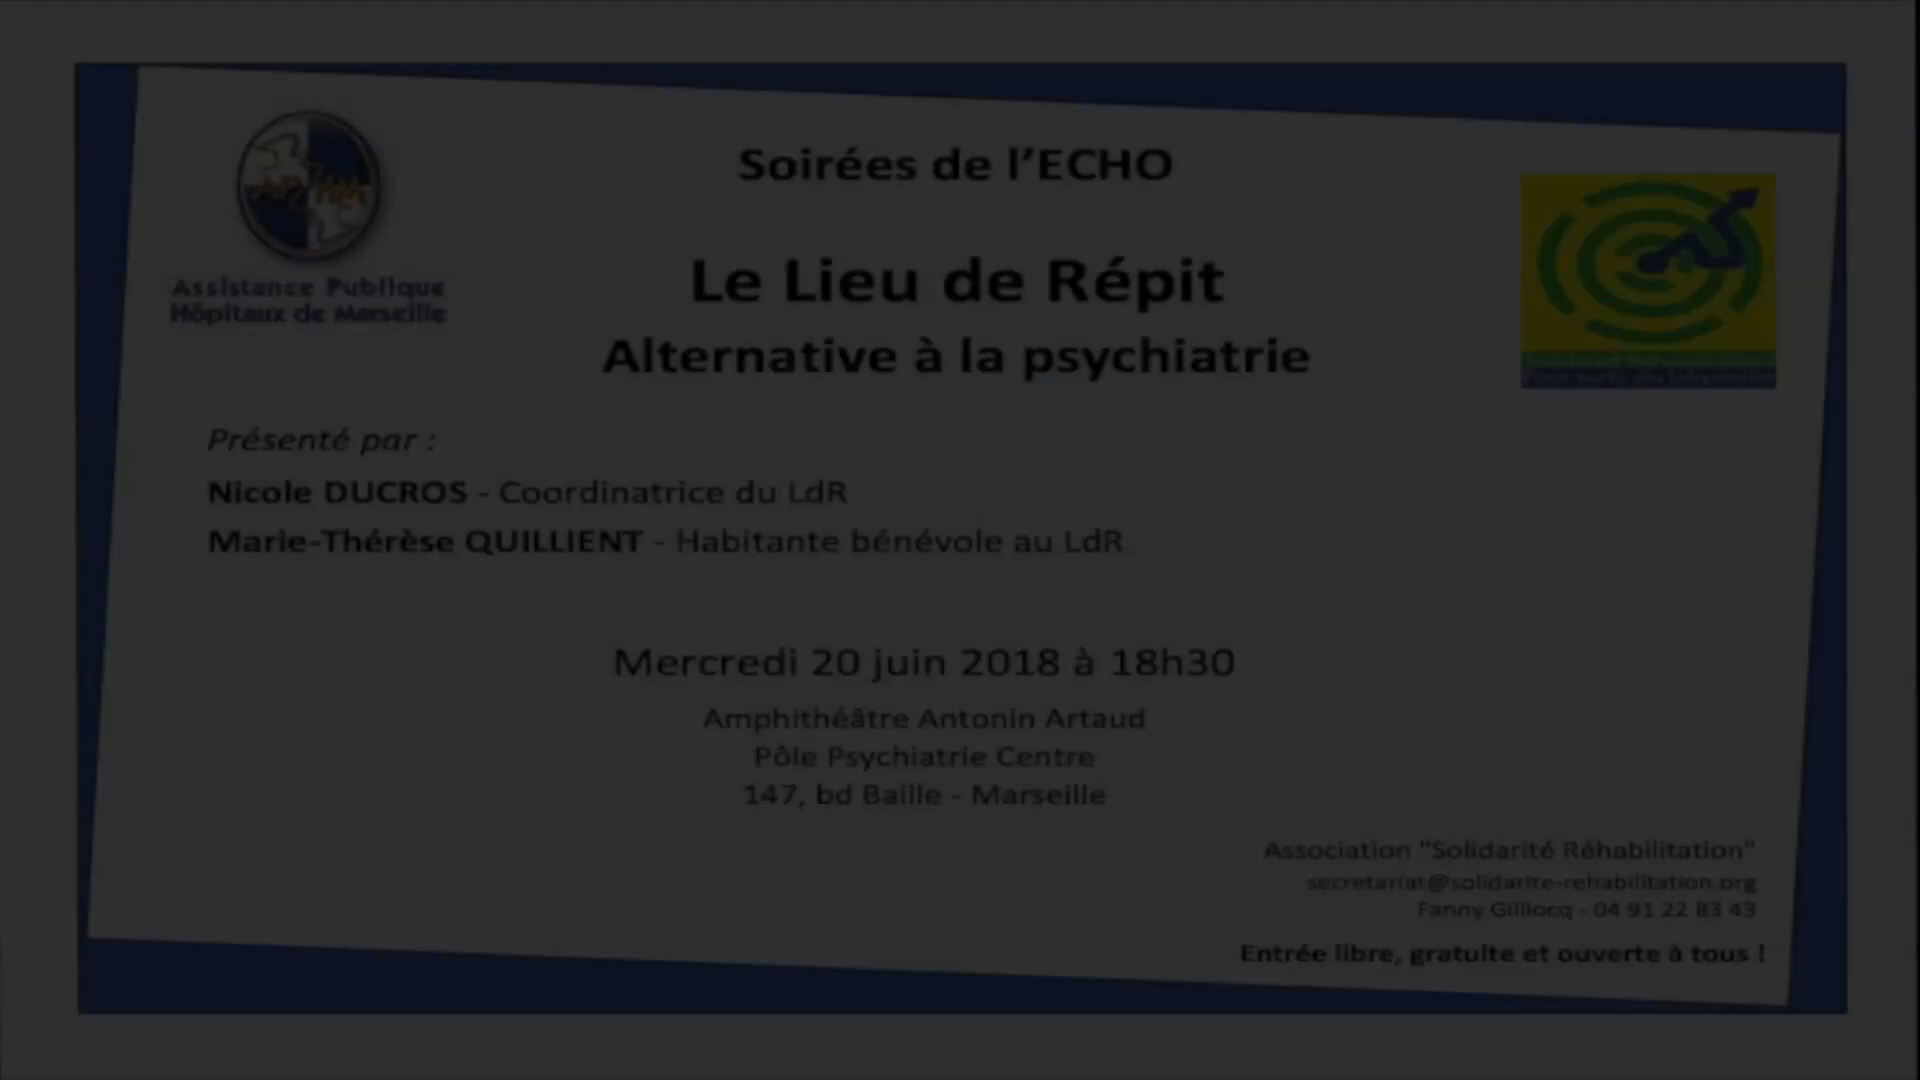 Soirées de l'ECHO
AP HM
Assistance Publique
Hôpitaux de Marseille
Le Lieu de Répit
Alternative à la psychiatrie
Présenté par :
Nicole DUCROS - Coordinatrice du LdR
Marie-Thérèse QUILLIENT - Habitante bénévole au LdR
Mercredi 20 juin 2018 à 18h30
Amphithéâtre Antonin Artaud
Pôle Psychiatrie Centre
147, bd Baille - Marseille
Association "Solidarité Réhabilitation"
secretariat@solidarite-rehabilitation.org
Fanny Gilliocq - 04 91 22 83 43
Entrée libre, gratuite et ouverte à tous !